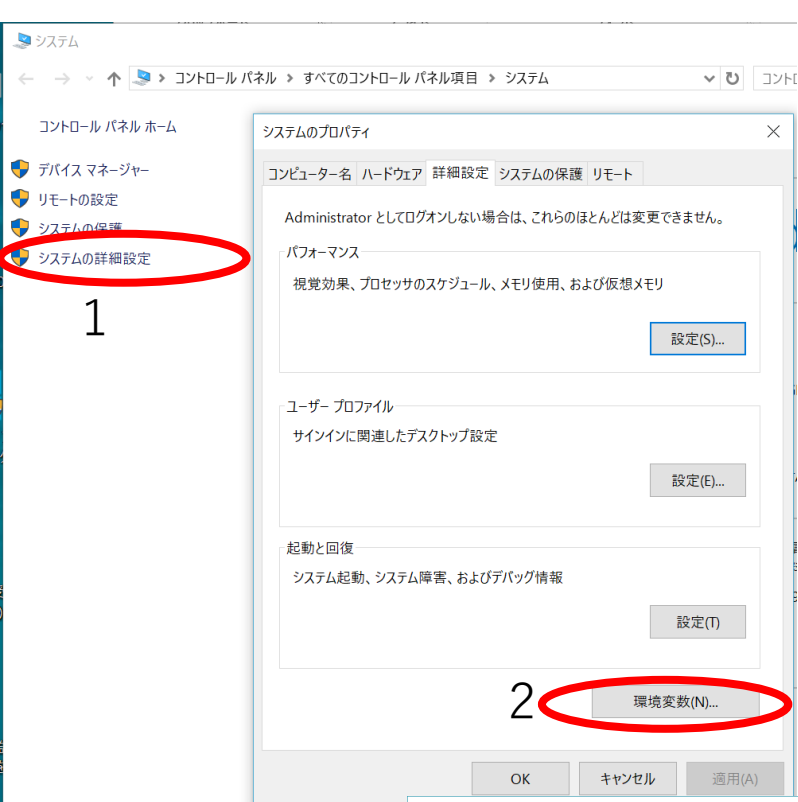 システム
コントロール パネル > すべてのコントロール パネル項目 > システム
コントロール パネル ホーム
デバイス マネージャー
リモートの設定
システムの保護
システムの詳細設定
1
システムのプロパティ
コンピューター名 ハードウェア 詳細設定 システムの保護 リモート
Administrator としてログオンしない場合は、これらのほとんどは変更できません。
パフォーマンス
視覚効果、プロセッサのスケジュール、メモリ使用、および仮想メモリ
設定(S)...
ユーザー プロファイル
サインインに関連したデスクトップ設定
設定(E)...
起動と回復
システム起動、システム障害、およびデバッグ情報
設定(T)
2
環境変数(N)...
OK キャンセル 適用(A)